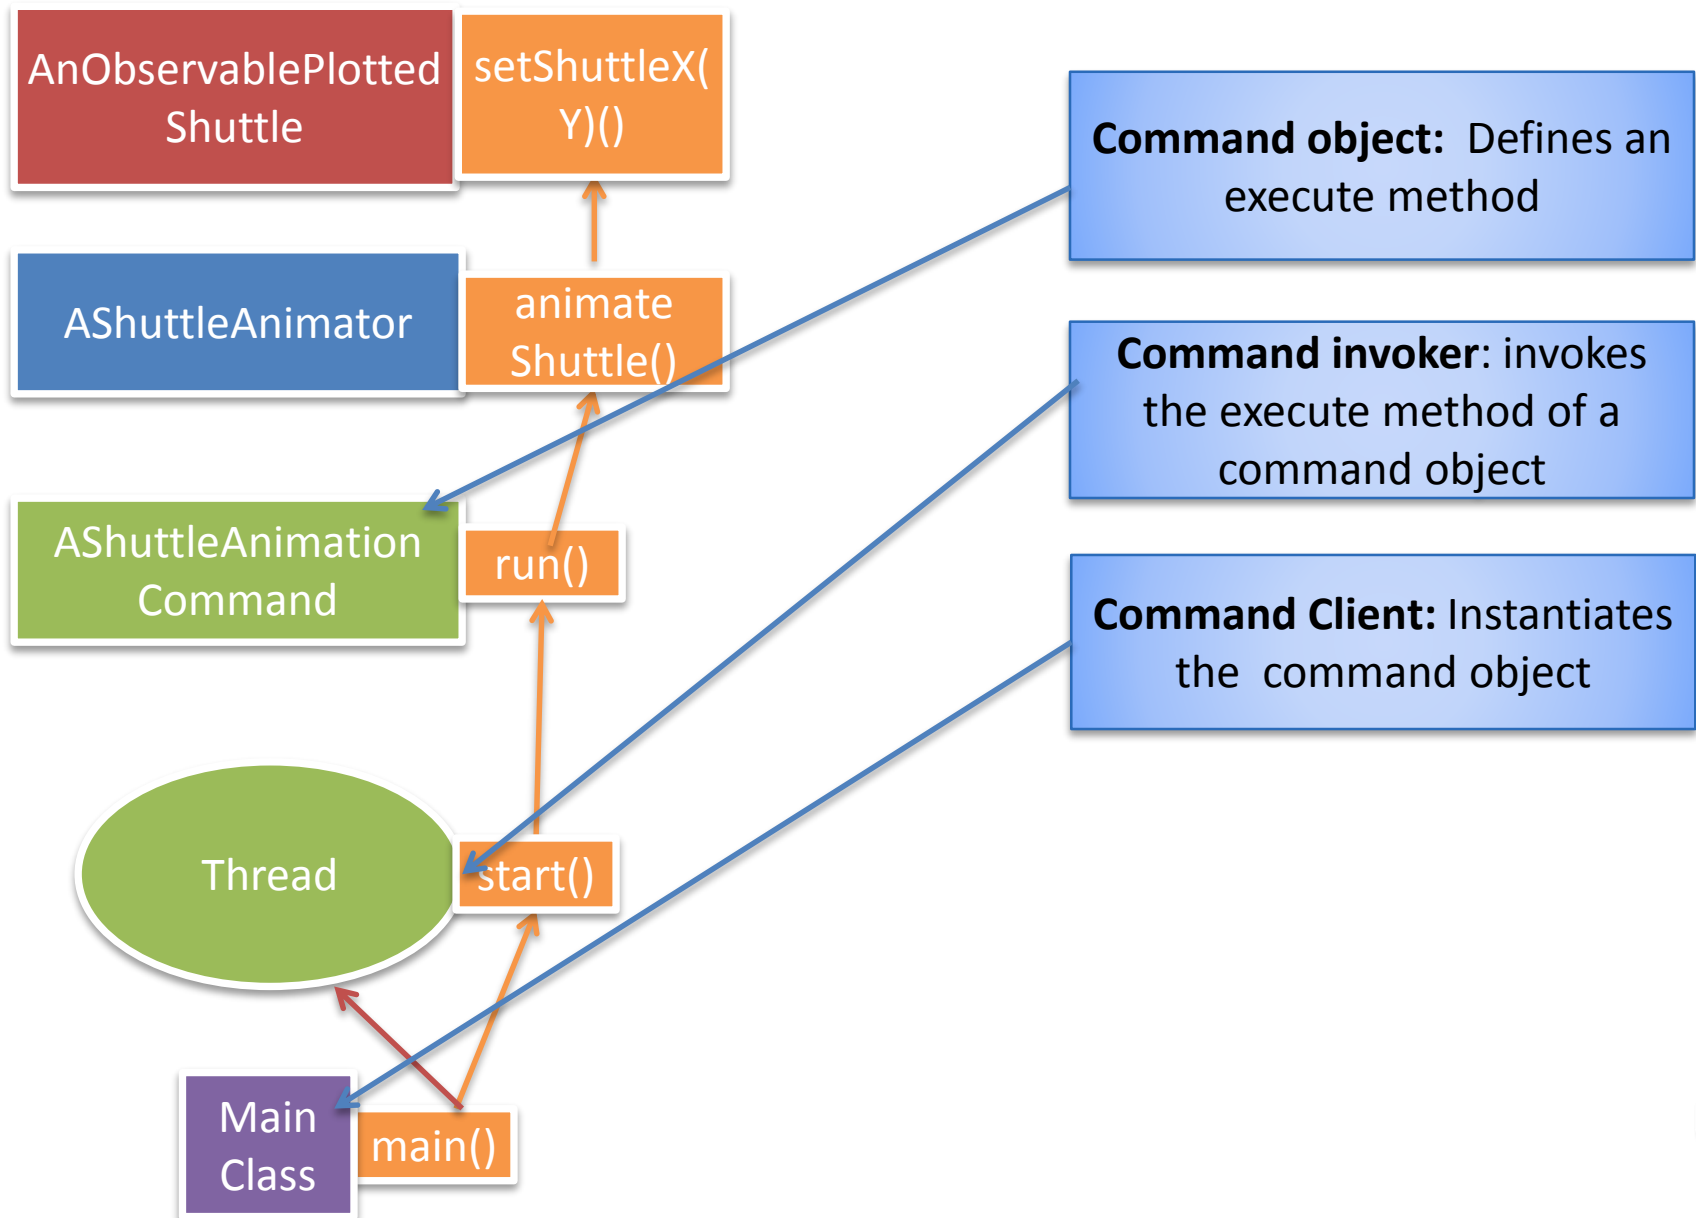 AnObservablePlotted
Shuttle
setShuttleX(
Y)()
Command object:  Defines an
execute method
AShuttleAnimator
animate
Shuttle()
Command invoker: invokes
the execute method of a
command object
AShuttleAnimation
Command
run()
Command Client: Instantiates
the  command object
Thread
start()
Main
Class
main()